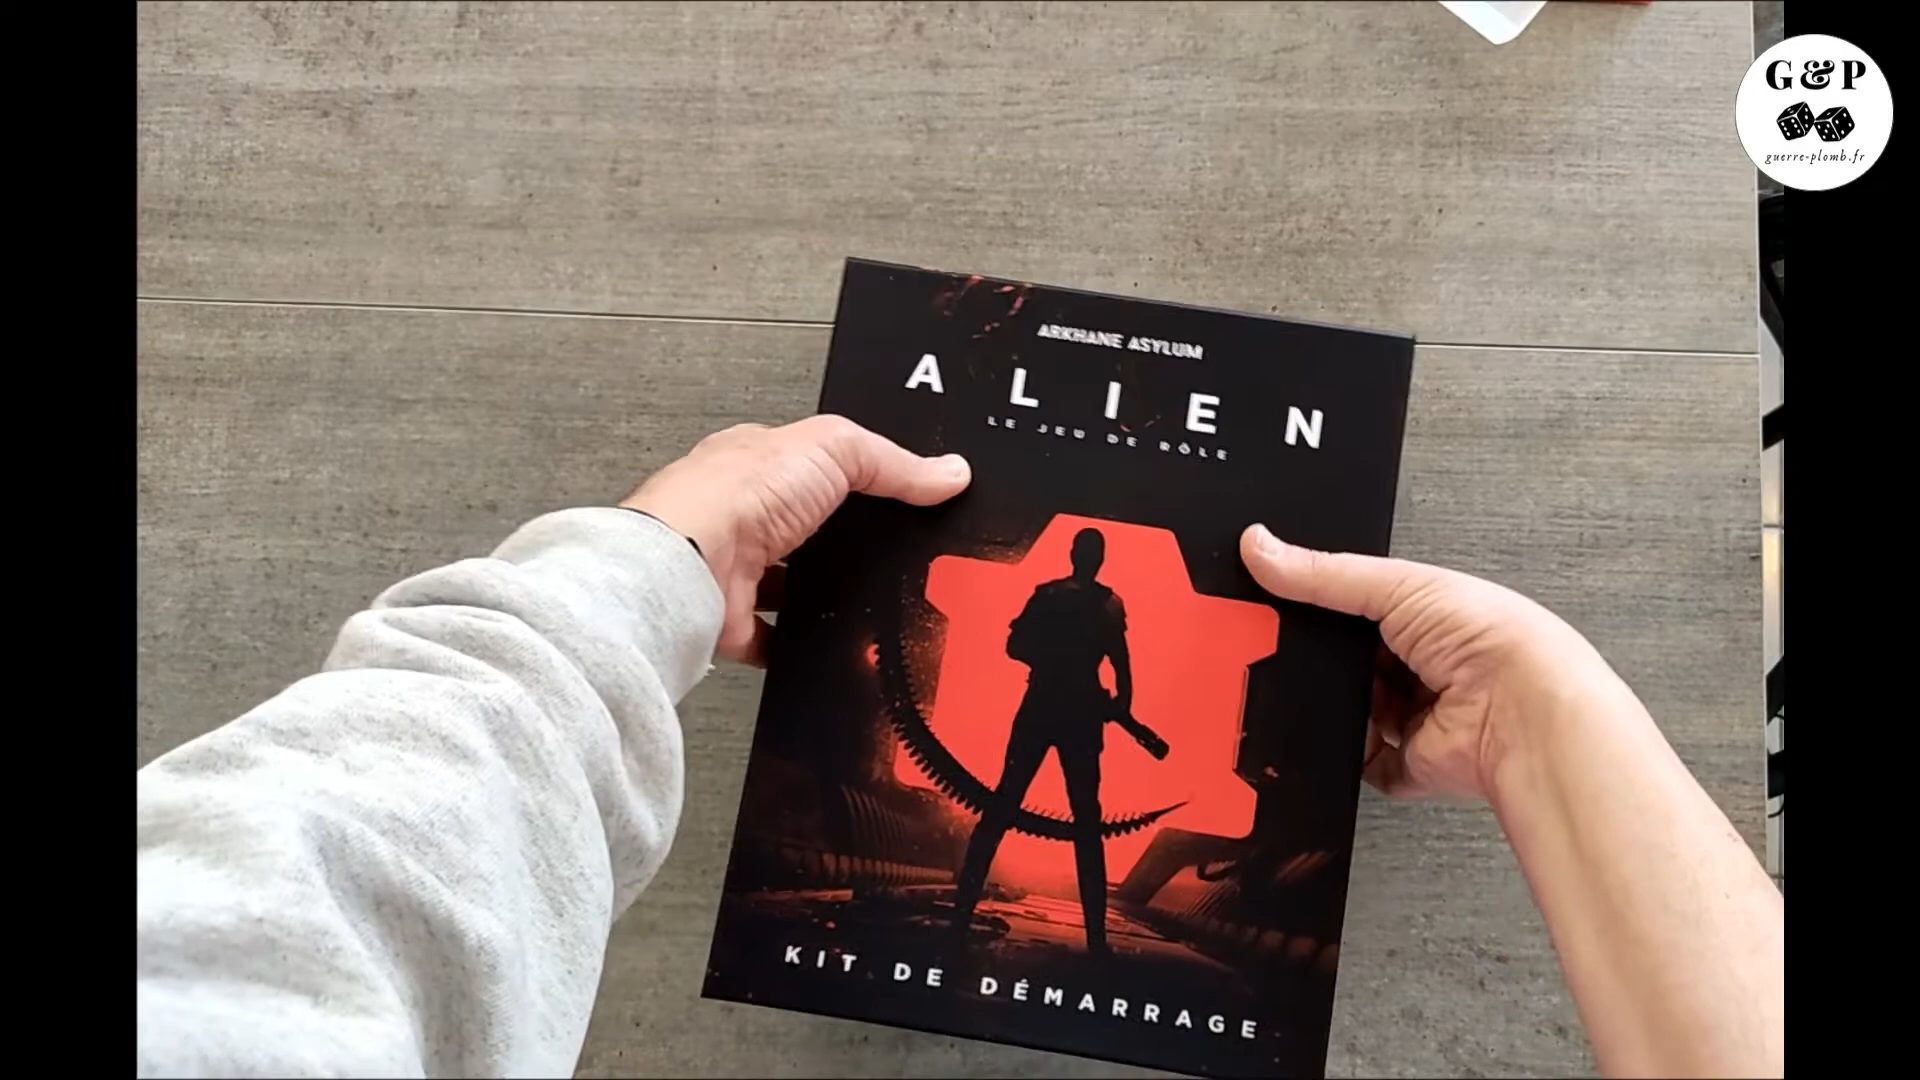 G&P
guerre-plomb.fr
ARKHANE ASYLUM
ALIEN
LE JEU DE RÔLE
KIT DE DÉMARRAGE